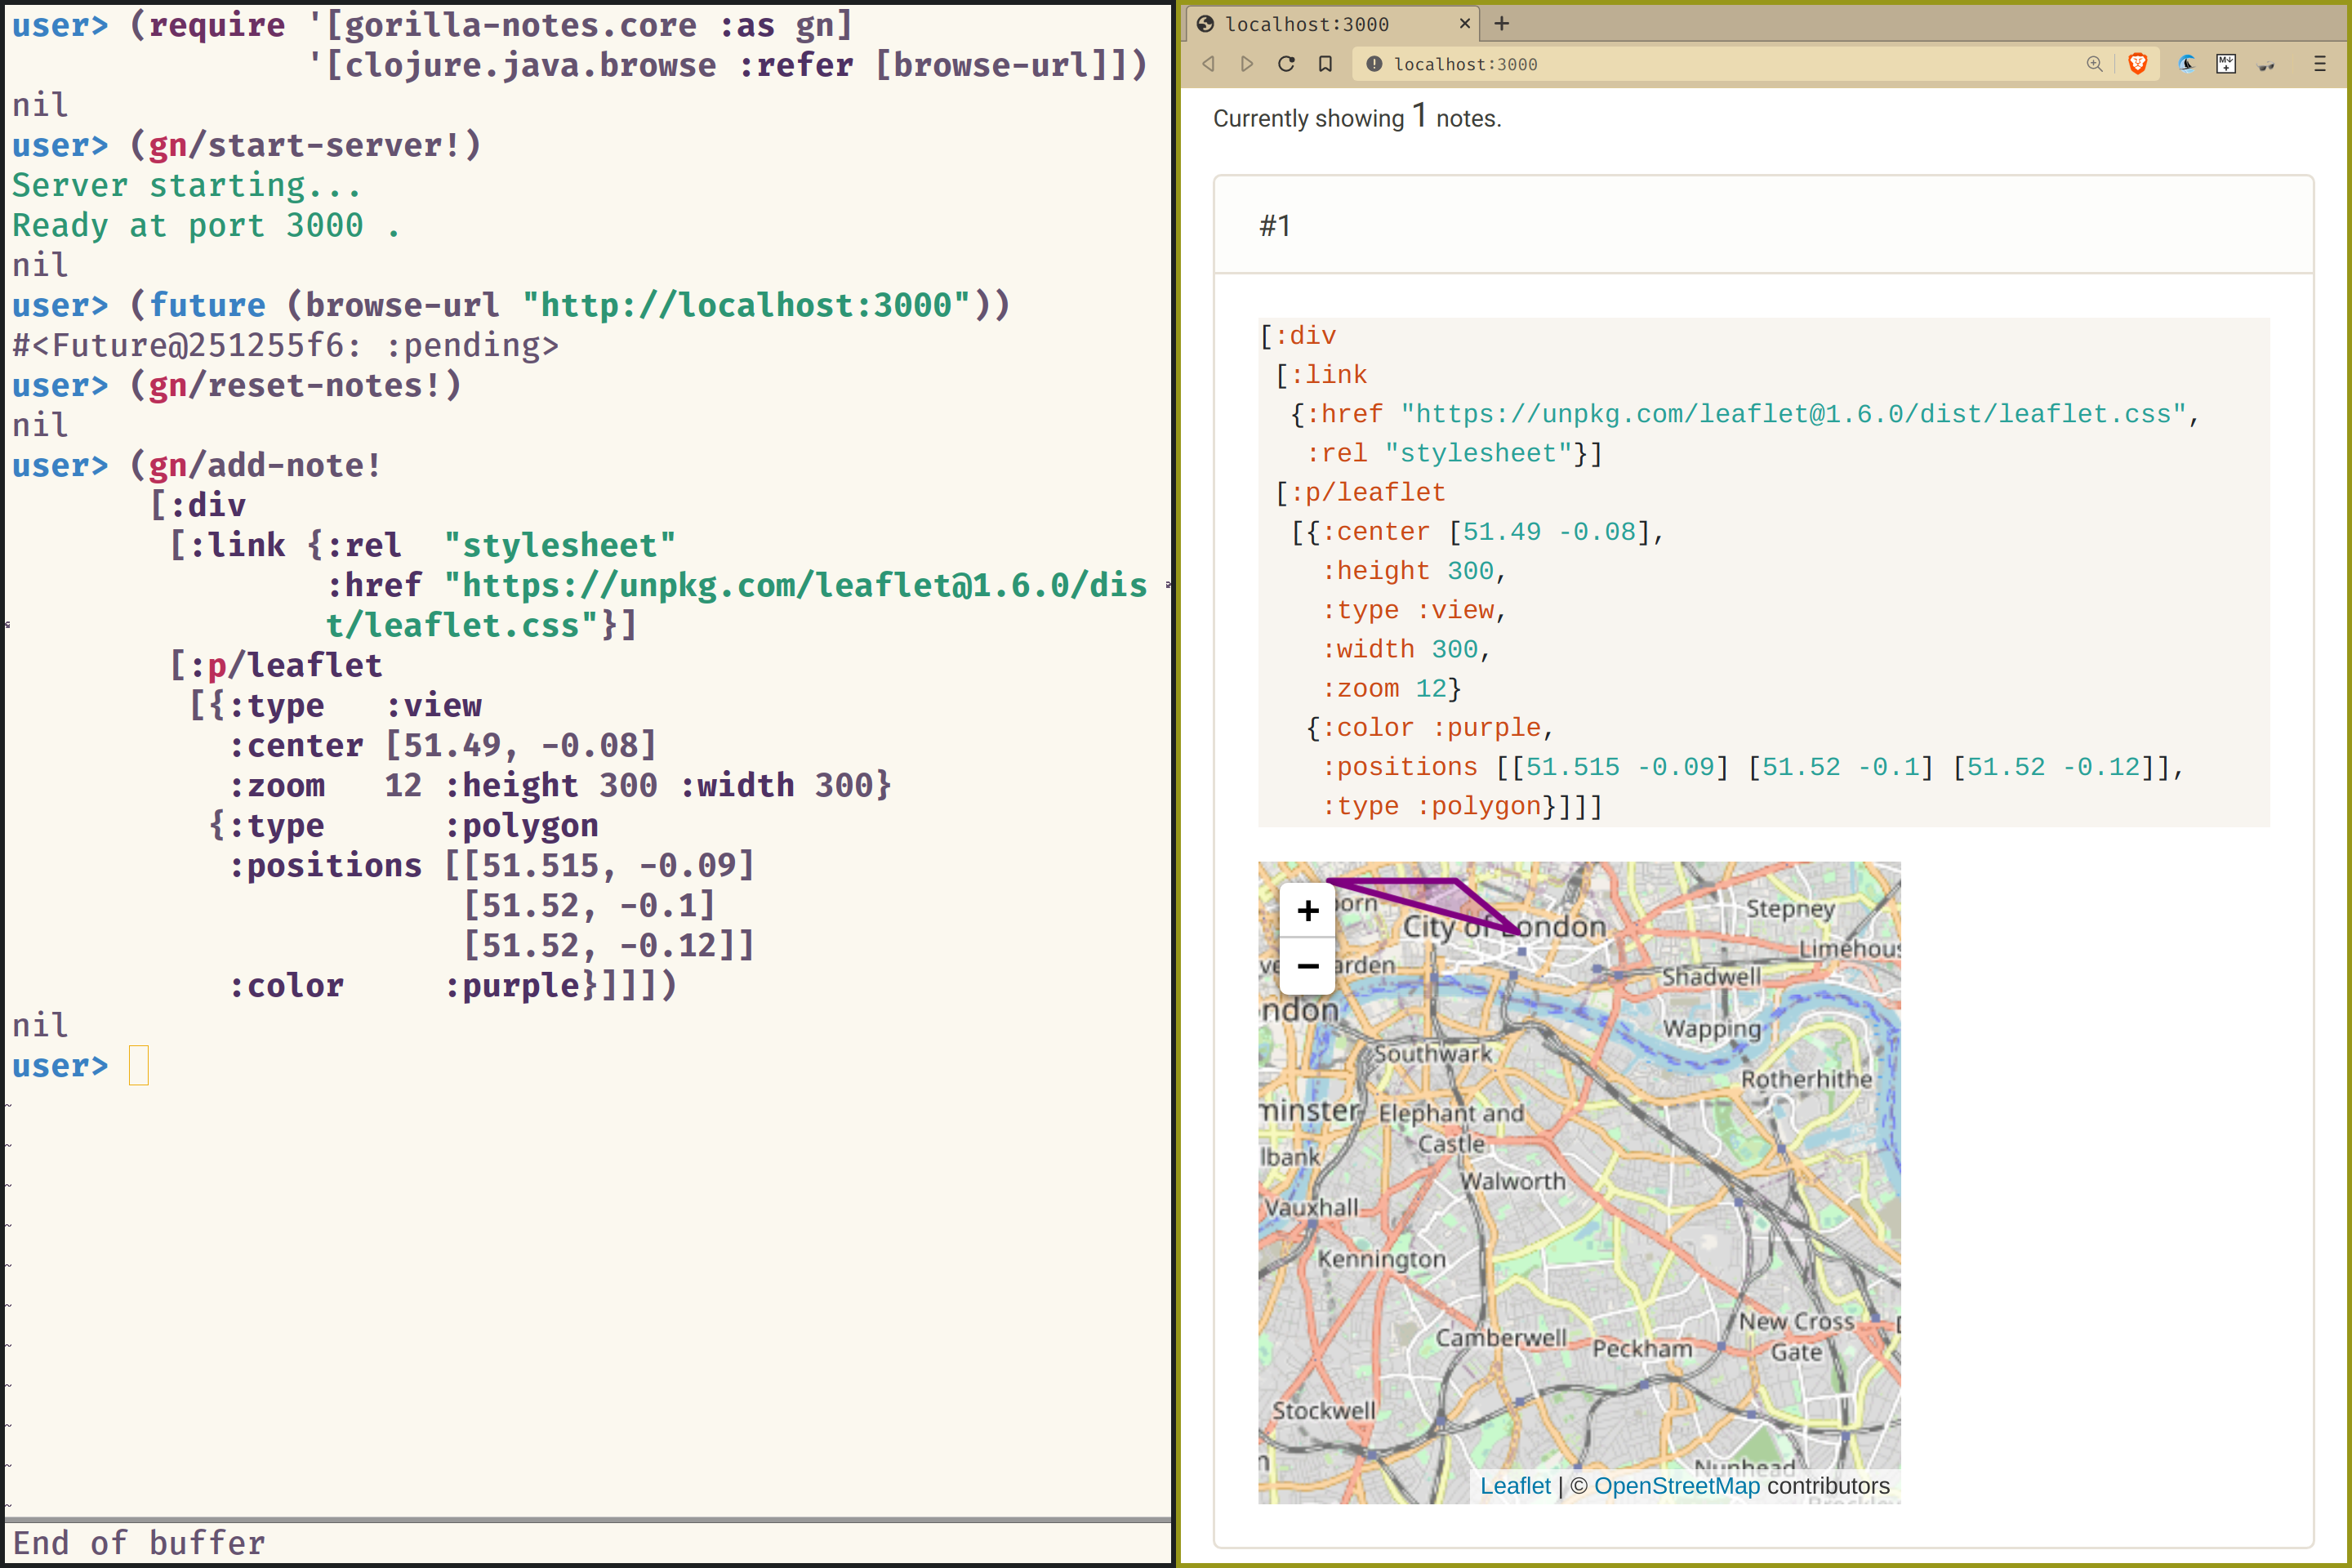 user> (require '[gorilla-notes.core :as gn]
'[clojure.java.browse :refer [browse-url]])
nil
user> (gn/start-server!)
Server starting...
Ready at port 3000 .
nil
user> (future (browse-url "http://localhost:3000"))
#<Future@251255f6: :pending>
user> (gn/reset-notes!)
nil
user> (gn/add-note!
[:div
[:link {:rel "stylesheet"
:href "https://unpkg.com/leaflet@1.6.0/dis
t/leaflet.css"}]
[:p/leaflet
[{:type :view
:center [51.49, -0.08]
:zoom 12 :height 300 :width 300}
{:type :polygon
:positions [[51.515, -0.09]
[51.52, -0.1]
[51.52, -0.12]]
:color :purple}]]])
nil
user>
~
~
~
~
~
~
~
~
~
~
~
End of buffer
localhost:3000
localhost:3000
Currently showing 1 notes.
#1
[:div
[:link
{:href "https://unpkg.com/leaflet@1.6.0/dist/leaflet.css",
:rel "stylesheet"}]
[:p/leaflet
[{:center [51.49 -0.08],
:height 300,
:type :view,
:width 300,
:zoom 12}
{:color :purple,
:positions [[51.515 -0.09] [51.52 -0.1] [51.52 -0.12]],
:type :polygon}]]]
+
−
orn
City of London
Stepney
Limehous
arden
Shadwell
ndon
Wapping
Southwark
Rotherhithe
minster
Elephant and
Castle
lbank
Walworth
Vauxhall
Kennington
New Cross
Gate
Camberwell
Peckham
Stockwell
Nunhead
Leaflet | © OpenStreetMap contributors